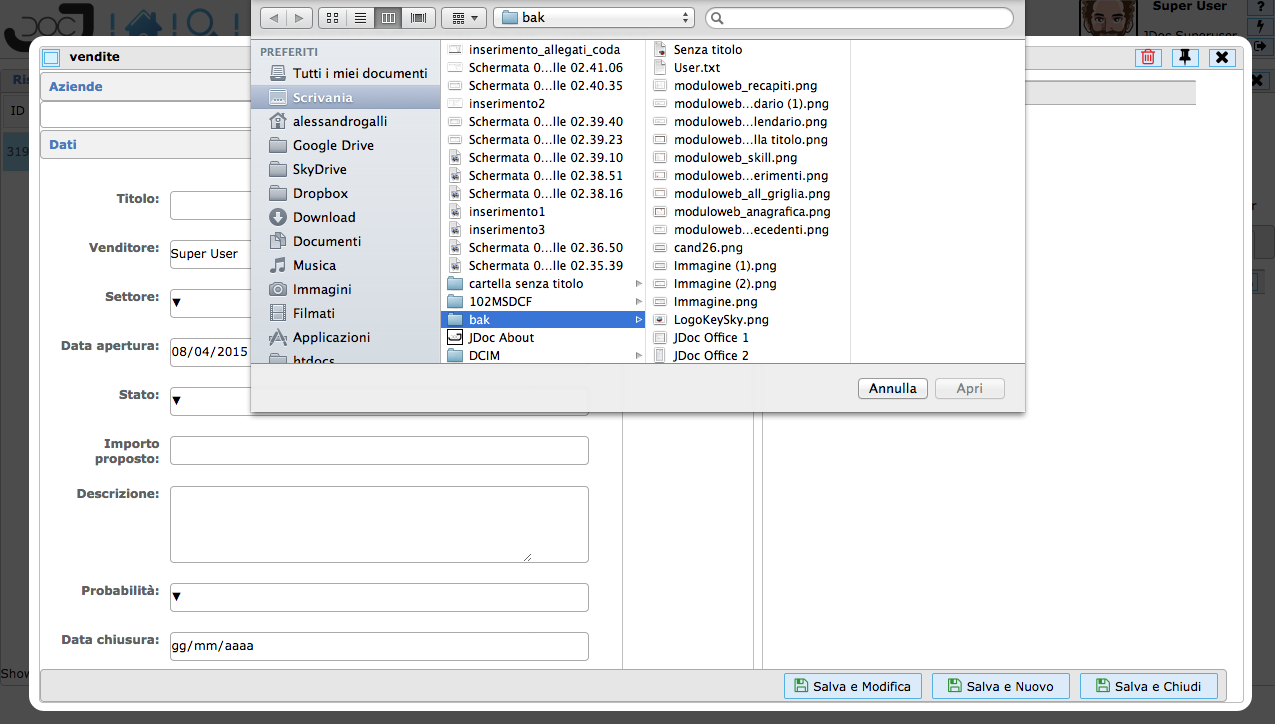 JDOC
bak
Super User
?
JDoc Superuser
vendite
Aziende
ID
319
Dati
Titolo:
Venditore:
Super User
Settore:
Data apertura:
08/04/2015
Stato:
Importo
proposto:
Descrizione:
Probabilità:
Data chiusura:
gg/mm/aaaa
PREFERITI
Tutti i miei documenti
Scrivania
alessandrogalli
Google Drive
SkyDrive
Dropbox
Download
Documenti
Musica
Immagini
Filmati
Applicazioni
htdocs
inserimento_allegati_coda
Schermata 0...lle 02.41.06
Schermata 0...lle 02.40.35
inserimento2
Schermata 0...lle 02.39.40
Schermata 0...lle 02.39.23
Schermata 0...lle 02.39.10
Schermata 0...lle 02.38.51
Schermata 0...lle 02.38.16
inserimento1
inserimento3
Schermata 0...lle 02.36.50
Schermata 0...lle 02.35.39
cartella senza titolo
102MSDCF
bak
JDoc About
DCIM
Senza titolo
User.txt
moduloweb_recapiti.png
moduloweb...dario (1).png
moduloweb...lendario.png
moduloweb...lla titolo.png
moduloweb_skill.png
moduloweb...erimenti.png
moduloweb_all_griglia.png
moduloweb_anagrafica.png
moduloweb...ecedenti.png
cand26.png
Immagine (1).png
Immagine (2).png
Immagine.png
LogoKeySky.png
JDoc Office 1
JDoc Office 2
Annulla
Apri
Show
Salva e Modifica
Salva e Nuovo
Salva e Chiudi